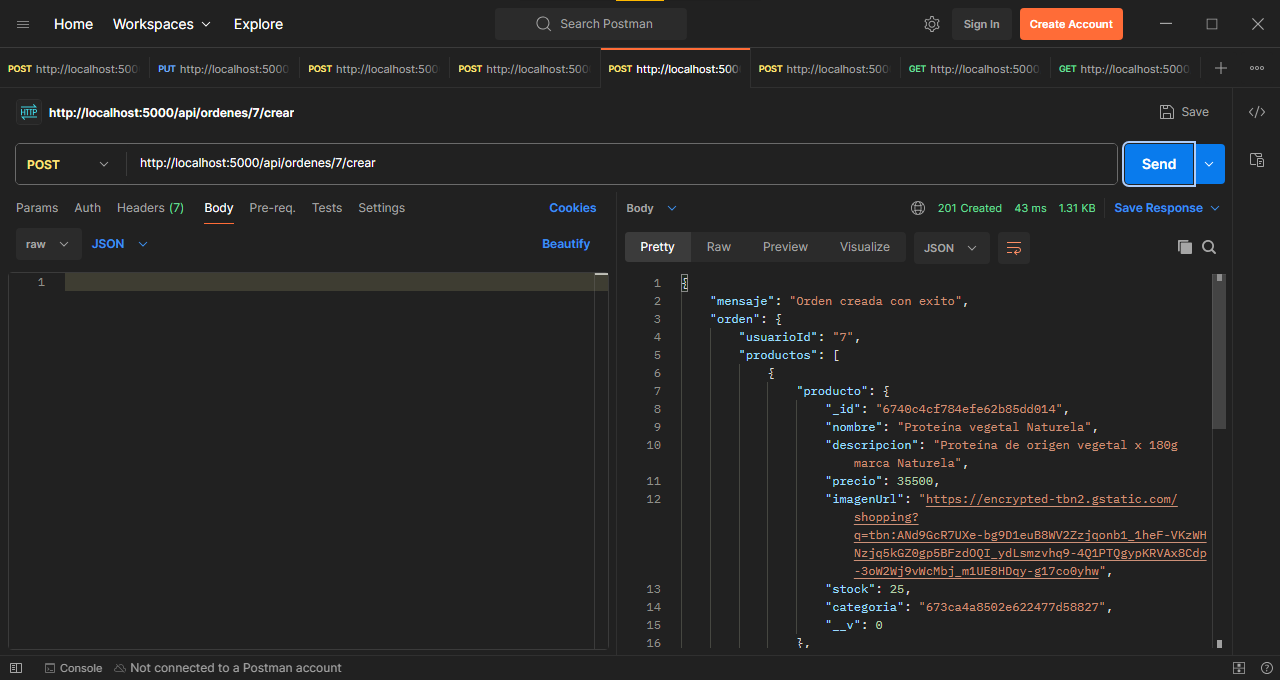 Home Workspaces Explore Search Postman Sign In Create Account
POST http://localhost:500 PUT http://localhost:5000 POST http://localhost:500 POST http://localhost:500 POST http://localhost:500 POST http://localhost:500 GET http://localhost:5000 GET http://localhost:5000
HTTP http://localhost:5000/api/ordenes/7/crear Save
POST http://localhost:5000/api/ordenes/7/crear Send
Params Auth Headers (7) Body Pre-req. Tests Settings Cookies
raw JSON Beautify
1
Body 201 Created 43 ms 1.31 KB Save Response
Pretty Raw Preview Visualize JSON
1 {
2 "mensaje": "Orden creada con exito",
3 "orden": {
4 "usuarioId": "7",
5 "productos": [
6 {
7 "producto": {
8 "_id": "6740c4cf784efe62b85dd014",
9 "nombre": "Proteína vegetal Naturela",
10 "descripcion": "Proteína de origen vegetal x 180g
marca Naturela",
11 "precio": 35500,
12 "imagenUrl": "https://encrypted-tbn2.gstatic.com/
shopping?
q=tbn:ANd9GcR7UXe-bg9D1euB8WV2Zzjqonb1_1heF-VKzWH
Nzjq5kGZ0gp5BFzdOQI_ydLsmzvhq9-4Q1PTQgypKRVAx8Cdp
-3oW2Wj9vWcMbj_m1UE8HDqy-g17co0yhw",
13 "stock": 25,
14 "categoria": "673ca4a8502e622477d58827",
15 "__v": 0
16 },
Console Not connected to a Postman account